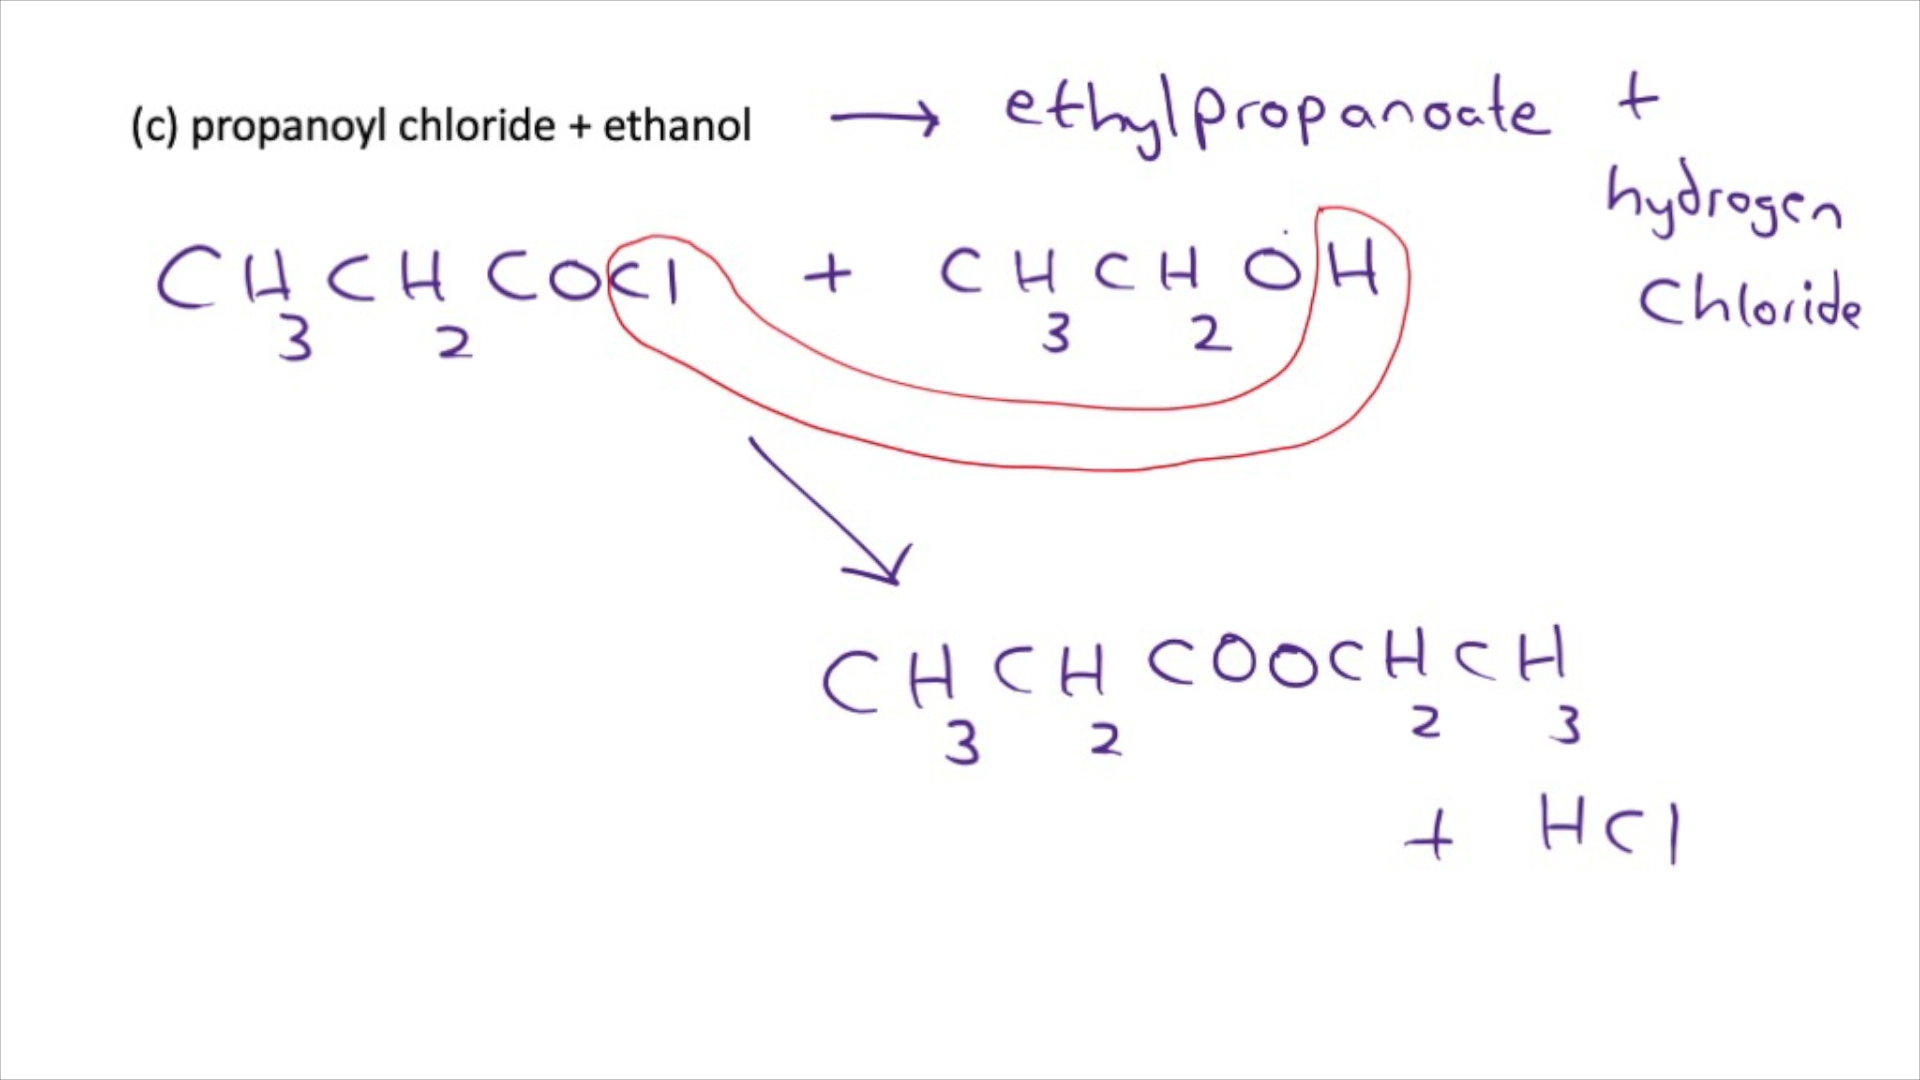 (c) propanoyl chloride + ethanol → ethylpropanoate +
hydrogen
Chloride
CH₃CH₂COCl + CH₃CH₂OH
CH₃CH₂COOCH₂CH₃
+ HCl